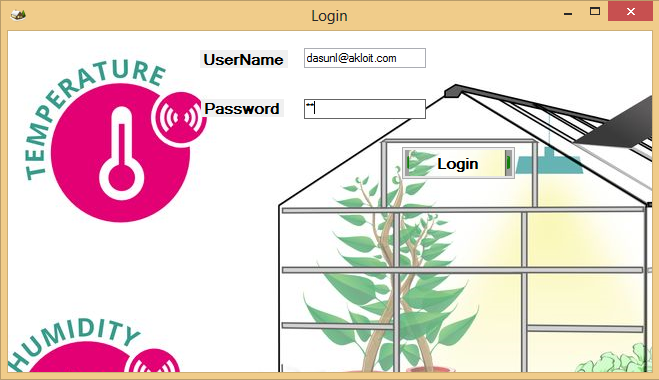 Login
UserName
dasunl@akloit.com
TEMPERATURE
Password
**
Login
HUMIDITY